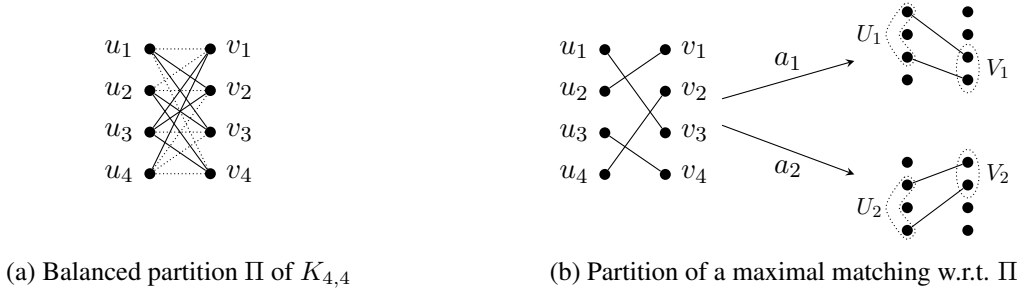 u₁ v₁
u₂ v₂
u₃ v₃
u₄ v₄
(a) Balanced partition Π of K₄,₄
u₁ v₁
u₂ v₂
u₃ v₃
u₄ v₄
a₁
a₂
U₁ V₁
U₂ V₂
(b) Partition of a maximal matching w.r.t. Π